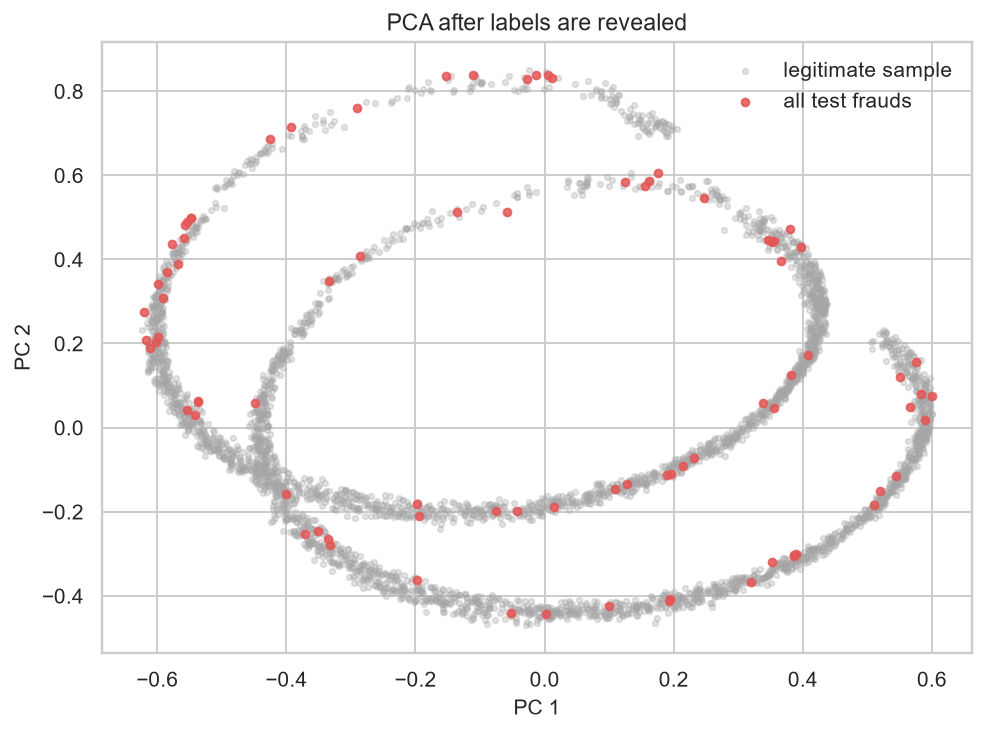 PCA after labels are revealed
legitimate sample
all test frauds
PC 2
0.8
0.6
0.4
0.2
0.0
−0.2
−0.4
−0.6 −0.4 −0.2 0.0 0.2 0.4 0.6
PC 1